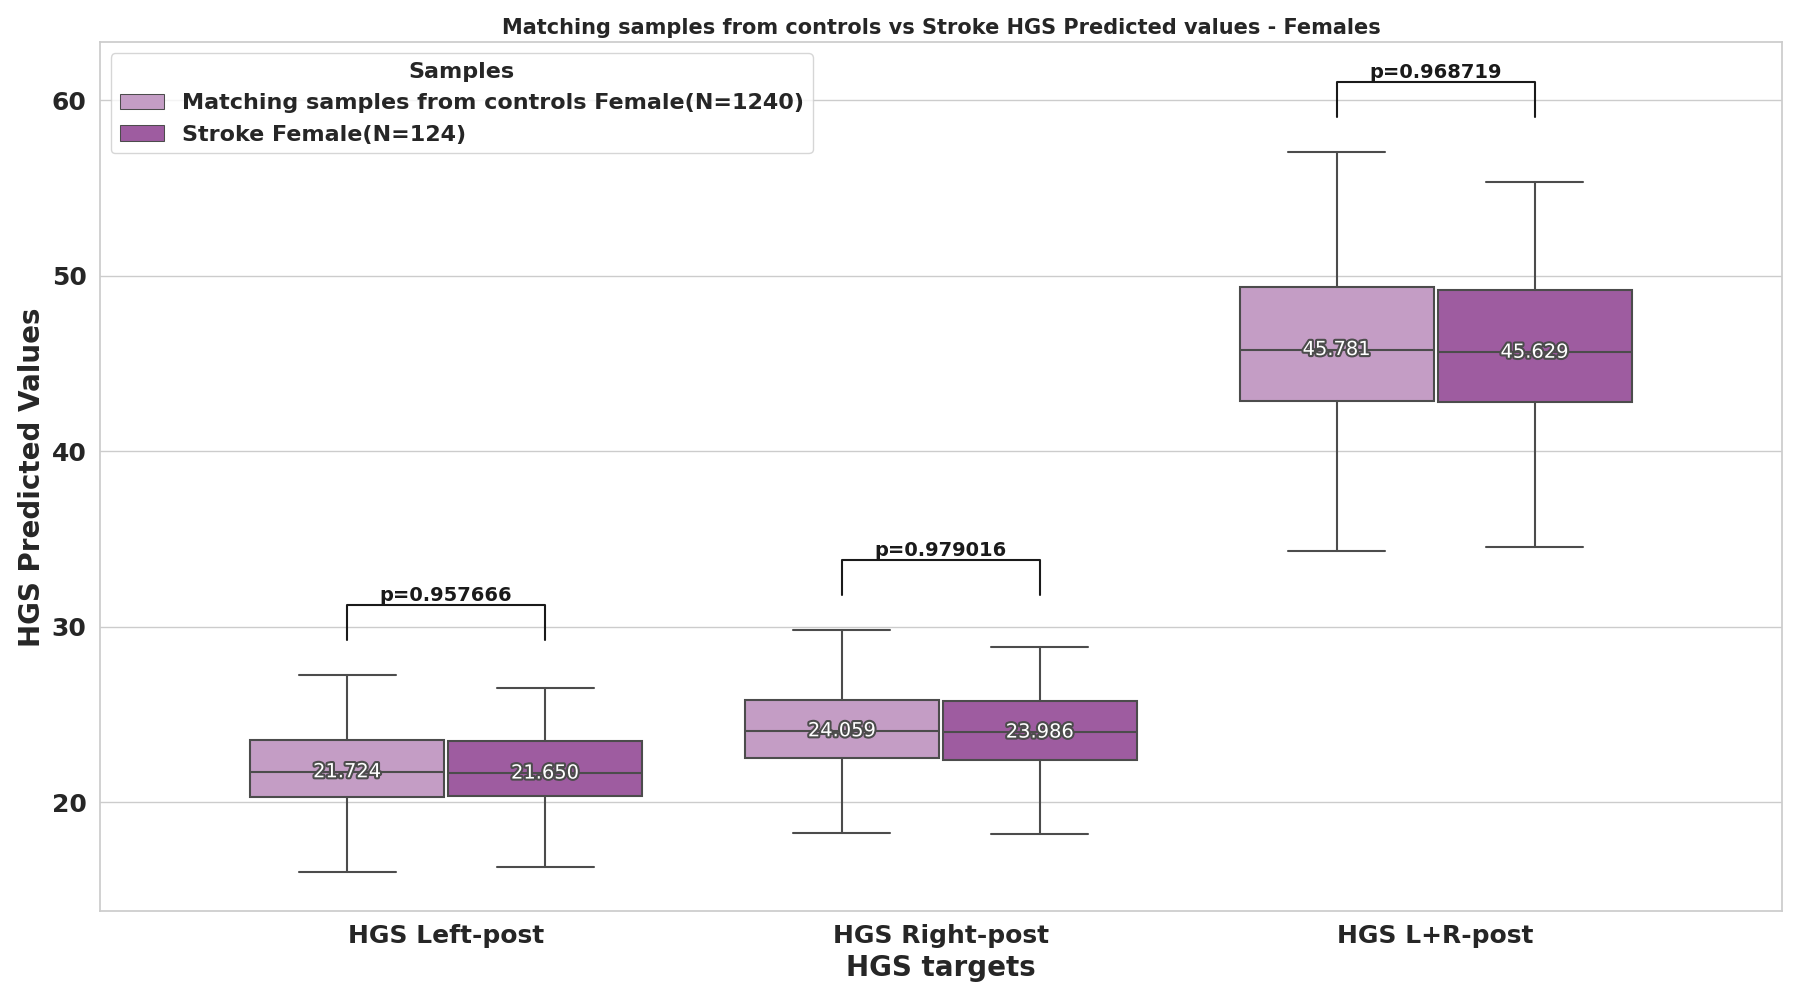 Matching samples from controls vs Stroke HGS Predicted values - Females
Samples
Matching samples from controls Female(N=1240)
Stroke Female(N=124)
HGS Predicted Values
60
50
40
30
20
p=0.957666
p=0.979016
p=0.968719
21.724
21.650
24.059
23.986
45.781
45.629
HGS Left-post
HGS Right-post
HGS L+R-post
HGS targets